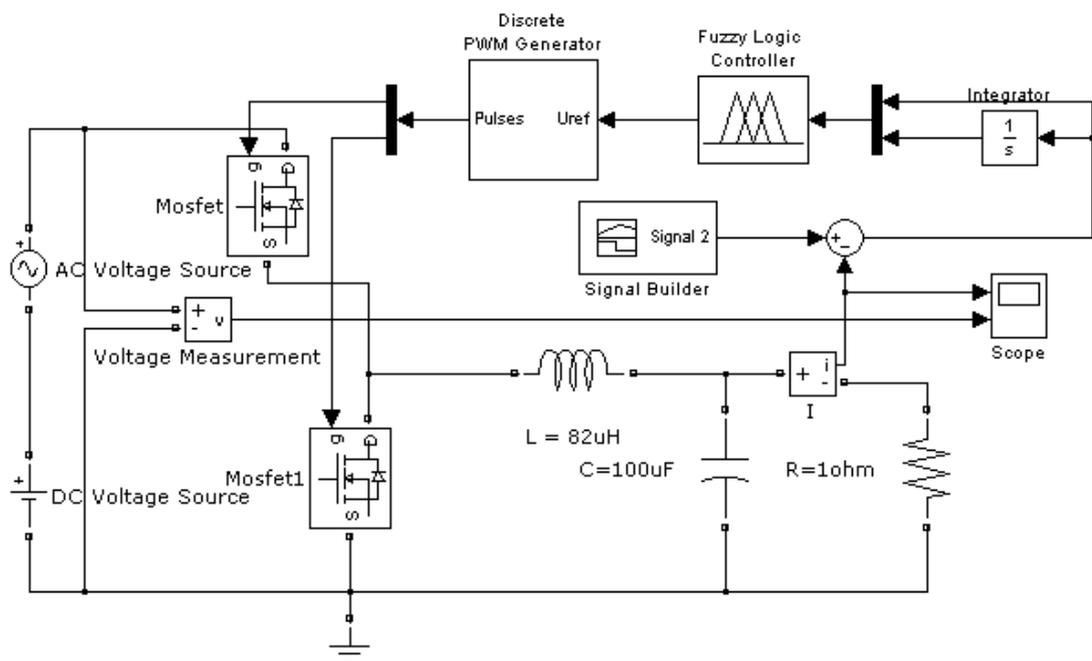 Discrete
PWM Generator
Pulses
Uref
Fuzzy Logic
Controller
Integrator
1
s
g
D
S
Mosfet
+
AC Voltage Source
Signal 2
Signal Builder
+
-
+
-
v
Voltage Measurement
Scope
+
i
-
I
L = 82uH
C=100uF
R=1ohm
g
D
S
Mosfet1
+
DC Voltage Source